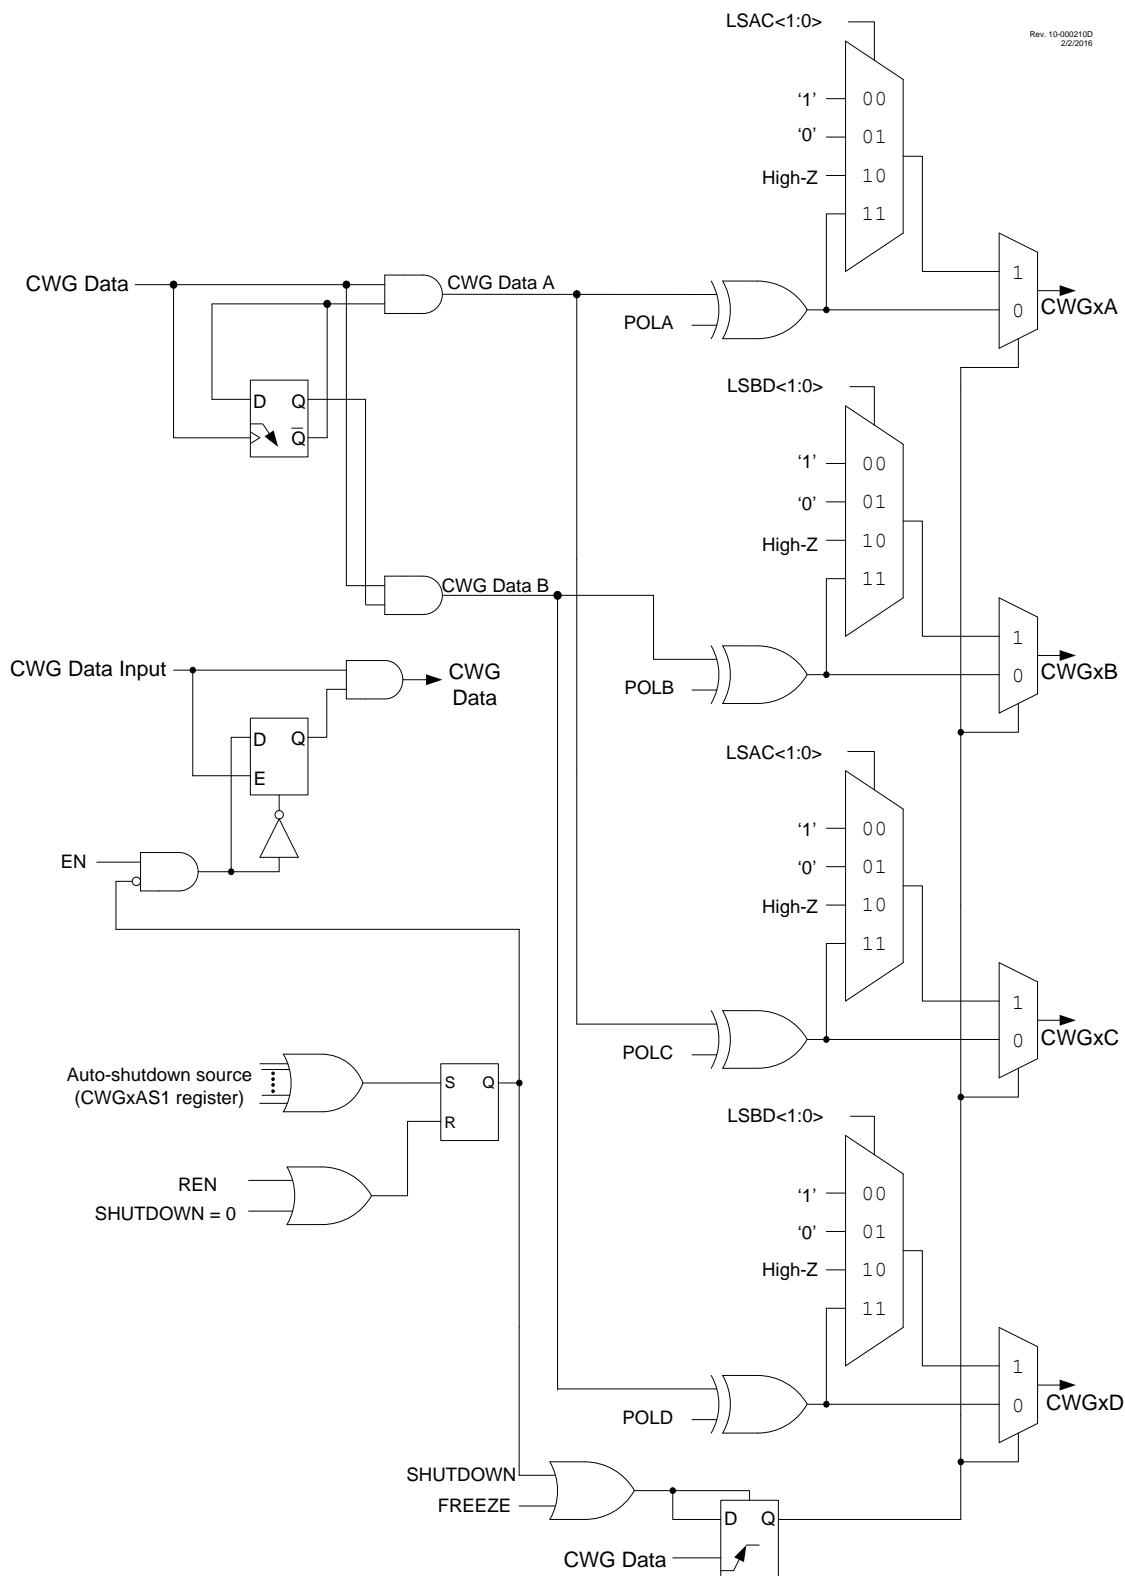 LSAC<1:0>
Rev. 10-000210D
2/2/2016
‘1’
00
‘0’
01
High-Z
10
11
CWG Data
CWG Data A
POLA
1
0
CWGxA
D
Q
Q
LSBD<1:0>
‘1’
00
‘0’
01
High-Z
10
11
CWG Data B
POLB
1
0
CWGxB
CWG Data Input
CWG
Data
D
Q
E
EN
LSAC<1:0>
‘1’
00
‘0’
01
High-Z
10
11
POLC
1
0
CWGxC
Auto-shutdown source
(CWGxAS1 register)
S
Q
R
REN
SHUTDOWN = 0
LSBD<1:0>
‘1’
00
‘0’
01
High-Z
10
11
POLD
1
0
CWGxD
SHUTDOWN
FREEZE
D
Q
CWG Data